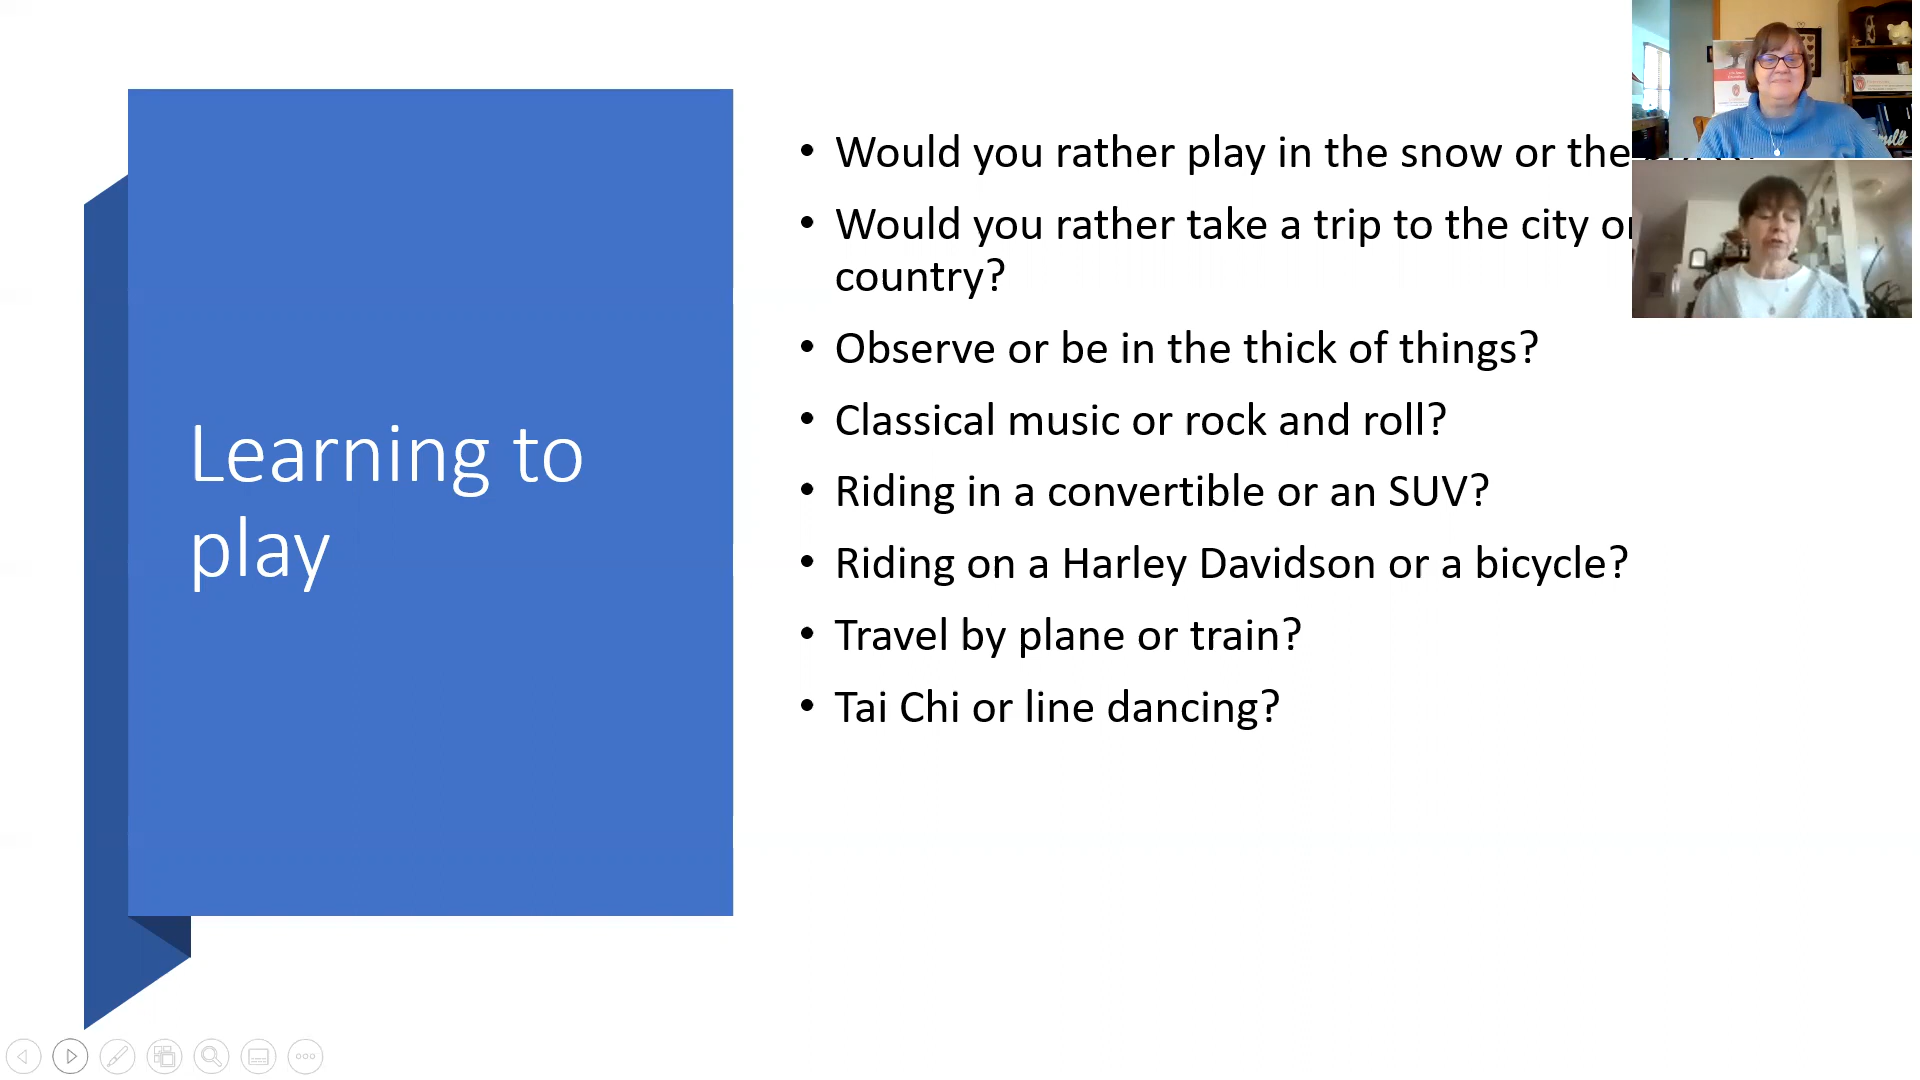 Learning to
play
• Would you rather play in the snow or the
• Would you rather take a trip to the city or
country?
• Observe or be in the thick of things?
• Classical music or rock and roll?
• Riding in a convertible or an SUV?
• Riding on a Harley Davidson or a bicycle?
• Travel by plane or train?
• Tai Chi or line dancing?